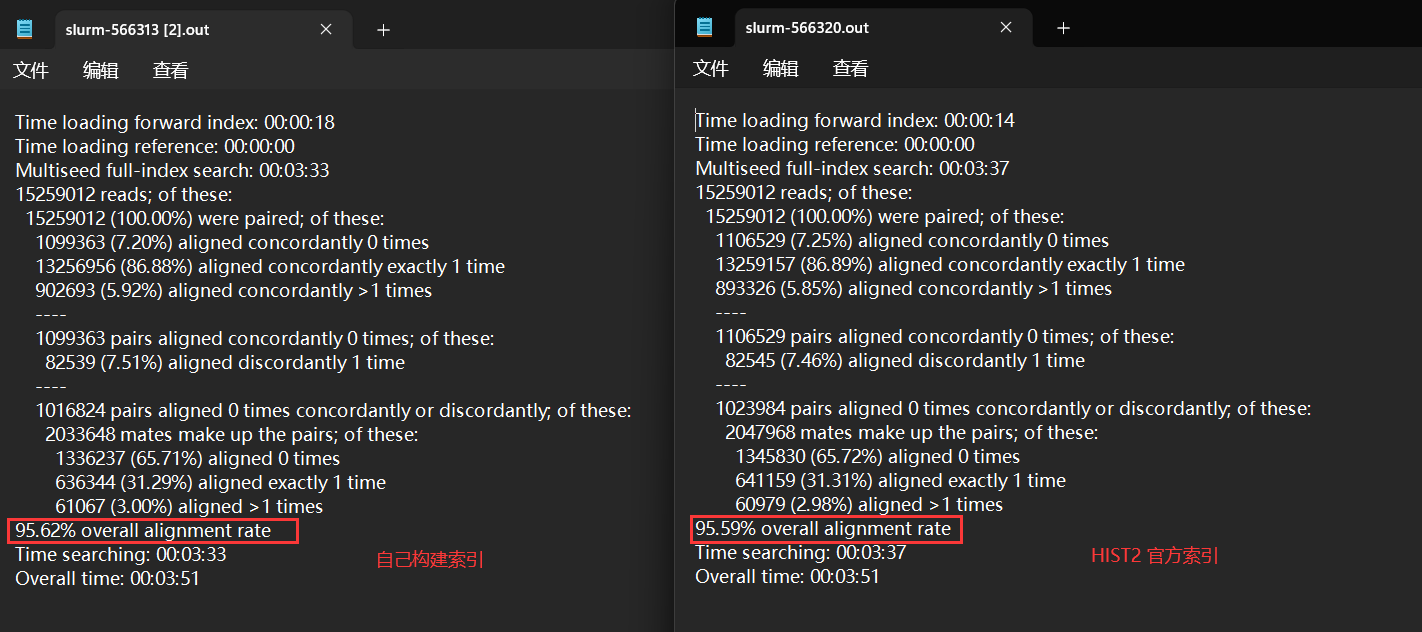 slurm-566313 [2].out
文件 编辑 查看
Time loading forward index: 00:00:18
Time loading reference: 00:00:00
Multiseed full-index search: 00:03:33
15259012 reads; of these:
15259012 (100.00%) were paired; of these:
1099363 (7.20%) aligned concordantly 0 times
13256956 (86.88%) aligned concordantly exactly 1 time
902693 (5.92%) aligned concordantly >1 times
----
1099363 pairs aligned concordantly 0 times; of these:
82539 (7.51%) aligned discordantly 1 time
----
1016824 pairs aligned 0 times concordantly or discordantly; of these:
2033648 mates make up the pairs; of these:
1336237 (65.71%) aligned 0 times
636344 (31.29%) aligned exactly 1 time
61067 (3.00%) aligned >1 times
95.62% overall alignment rate
Time searching: 00:03:33
自己构建索引
Overall time: 00:03:51
slurm-566320.out
文件 编辑 查看
Time loading forward index: 00:00:14
Time loading reference: 00:00:00
Multiseed full-index search: 00:03:37
15259012 reads; of these:
15259012 (100.00%) were paired; of these:
1106529 (7.25%) aligned concordantly 0 times
13259157 (86.89%) aligned concordantly exactly 1 time
893326 (5.85%) aligned concordantly >1 times
----
1106529 pairs aligned concordantly 0 times; of these:
82545 (7.46%) aligned discordantly 1 time
----
1023984 pairs aligned 0 times concordantly or discordantly; of these:
2047968 mates make up the pairs; of these:
1345830 (65.72%) aligned 0 times
641159 (31.31%) aligned exactly 1 time
60979 (2.98%) aligned >1 times
95.59% overall alignment rate
Time searching: 00:03:37
HIST2 官方索引
Overall time: 00:03:51